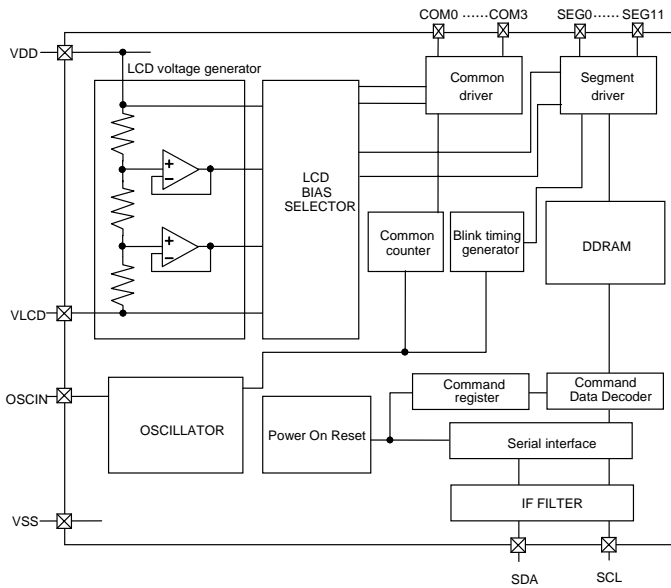 COM0 ······ COM3
SEG0 ······ SEG11
VDD
LCD voltage generator
Common
driver
Segment
driver
+
-
LCD
BIAS
SELECTOR
+
-
Common
counter
Blink timing
generator
DDRAM
VLCD
OSCIN
OSCILLATOR
Power On Reset
Command
register
Command
Data Decoder
Serial interface
IF FILTER
VSS
SDA
SCL